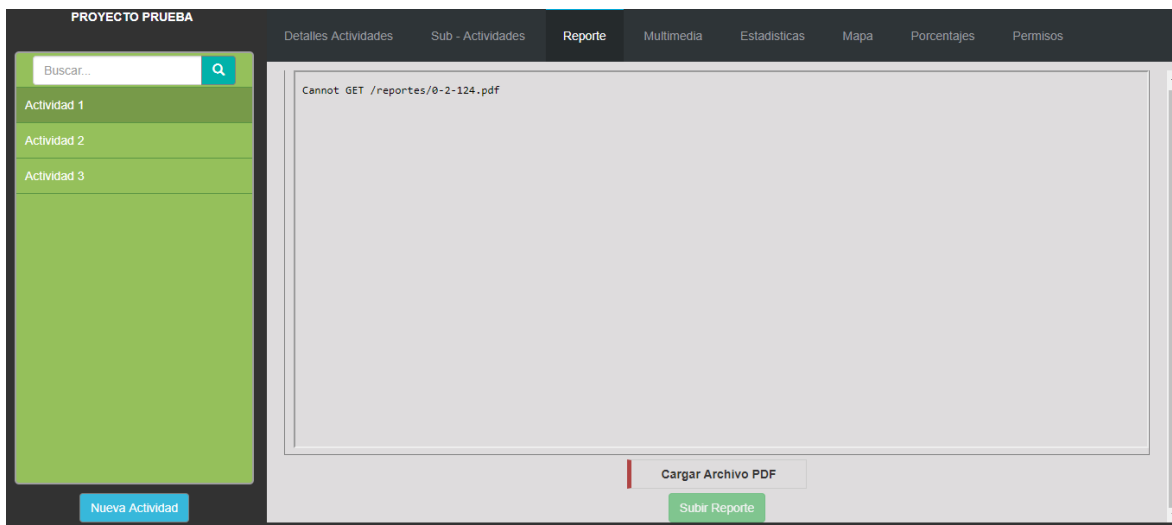 PROYECTO PRUEBA
Detalles Actividades Sub - Actividades Reporte Multimedia Estadisticas Mapa Porcentajes Permisos
Buscar...
Actividad 1
Actividad 2
Actividad 3
Nueva Actividad
Cannot GET /reportes/0-2-124.pdf
Cargar Archivo PDF
Subir Reporte